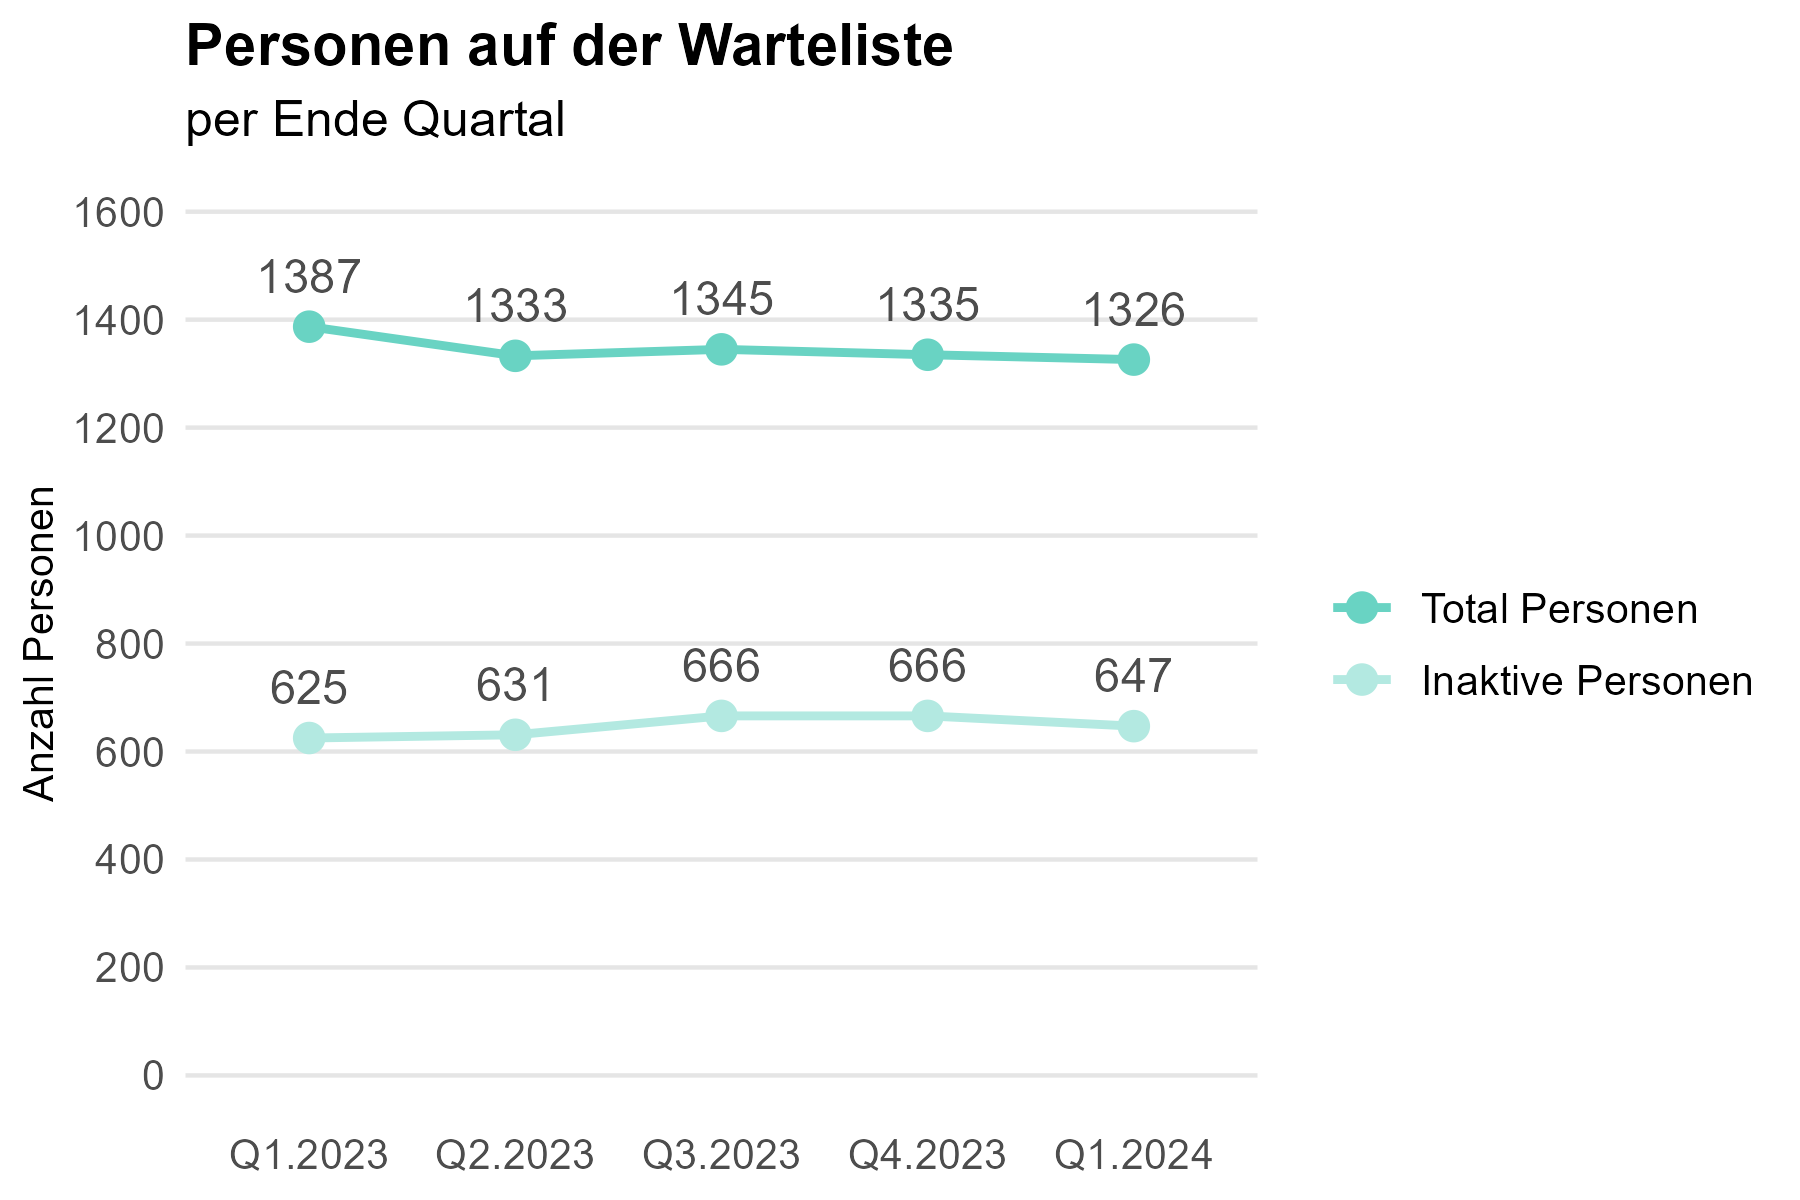 Personen auf der Warteliste
per Ende Quartal
Anzahl Personen
1600
1400
1200
1000
800
600
400
200
0
1387
1333
1345
1335
1326
625
631
666
666
647
Q1.2023
Q2.2023
Q3.2023
Q4.2023
Q1.2024
Total Personen
Inaktive Personen